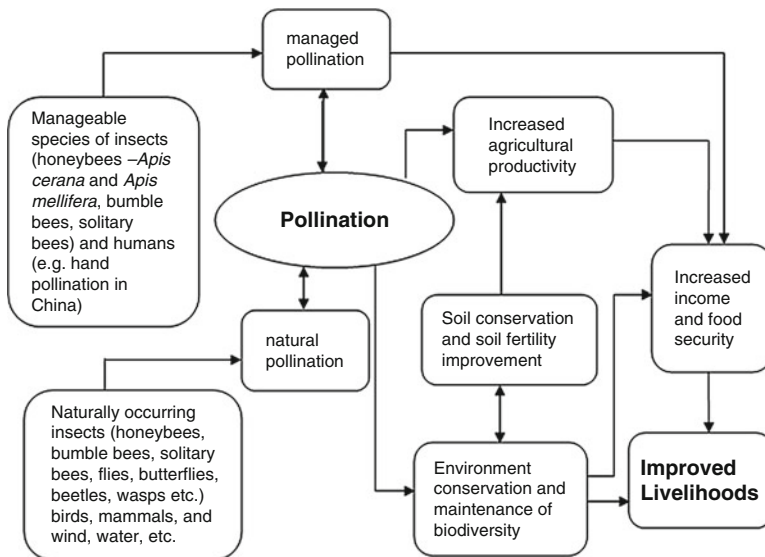 managed
pollination
Manageable
species of insects
(honeybees –Apis
cerana and Apis
mellifera, bumble
bees, solitary
bees) and humans
(e.g. hand
pollination in
China)
Increased
agricultural
productivity
Pollination
Increased
income
and food
security
natural
pollination
Soil conservation
and soil fertility
improvement
Naturally occurring
insects (honeybees,
bumble bees, solitary
bees, flies, butterflies,
beetles, wasps etc.)
birds, mammals, and
wind, water, etc.
Environment
conservation and
maintenance of
biodiversity
Improved
Livelihoods